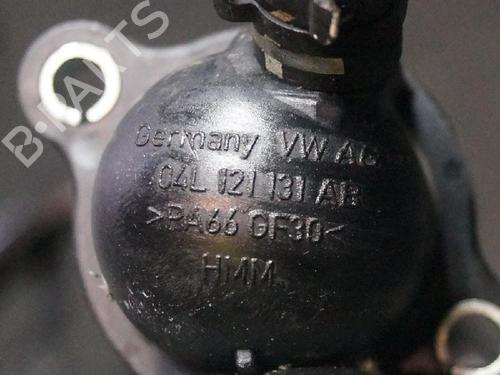 B-PARTS
Germany VW AG
04L 121 131 AB
>PA66 GF30<
HMM